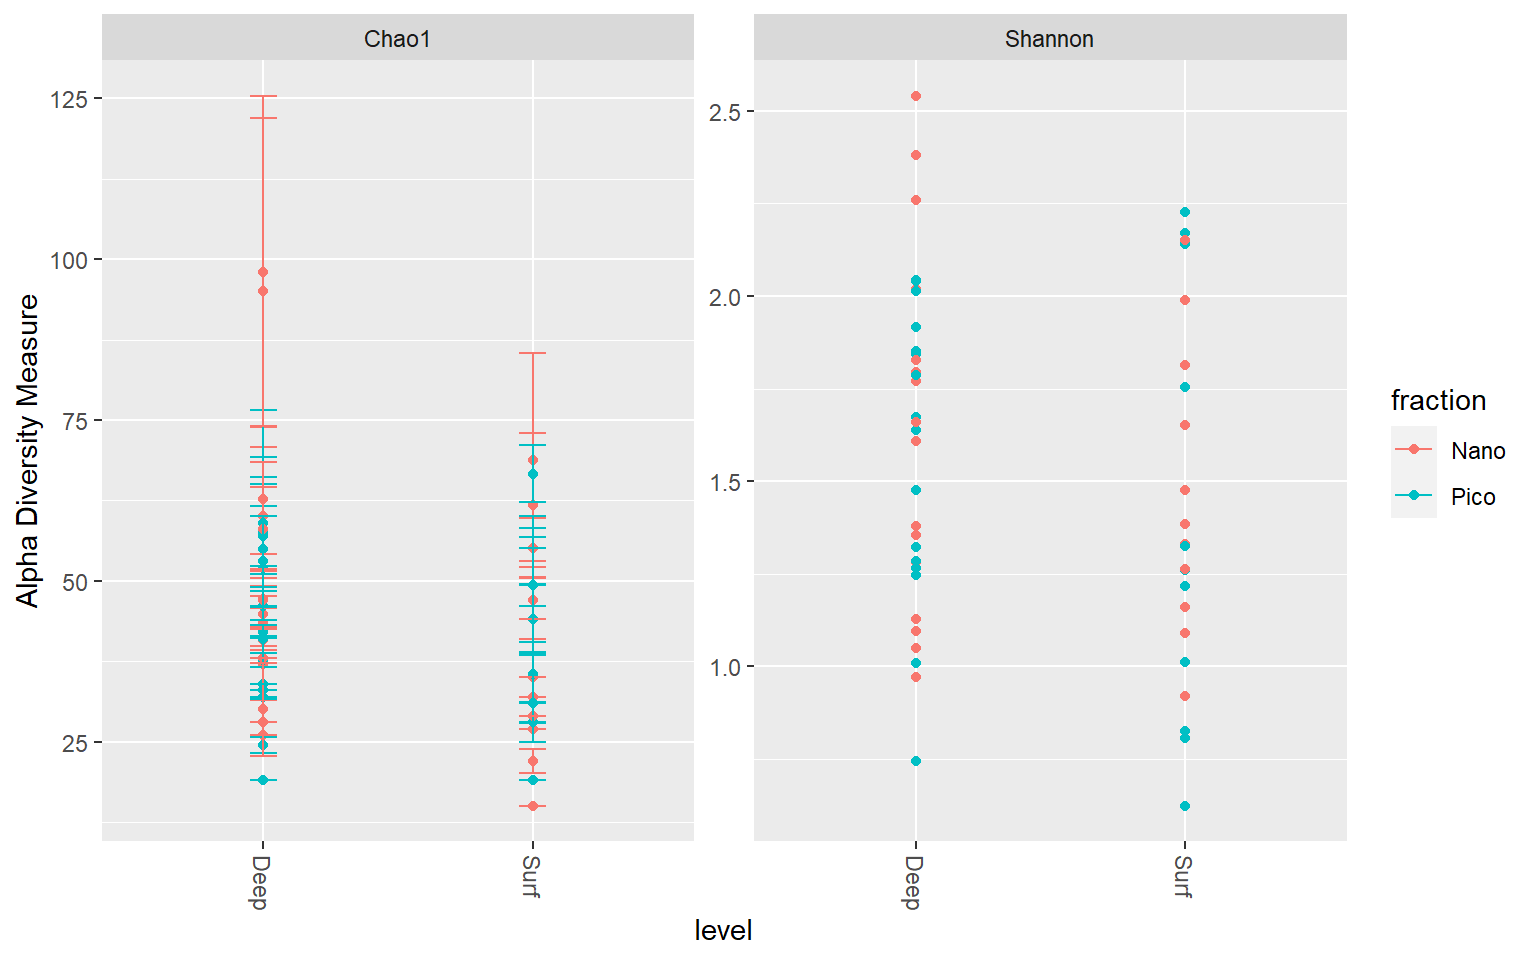 Chao1
Shannon
Alpha Diversity Measure
125
100
75
50
25
2.5
2.0
1.5
1.0
Deep
Surf
Deep
Surf
level
fraction
Nano
Pico